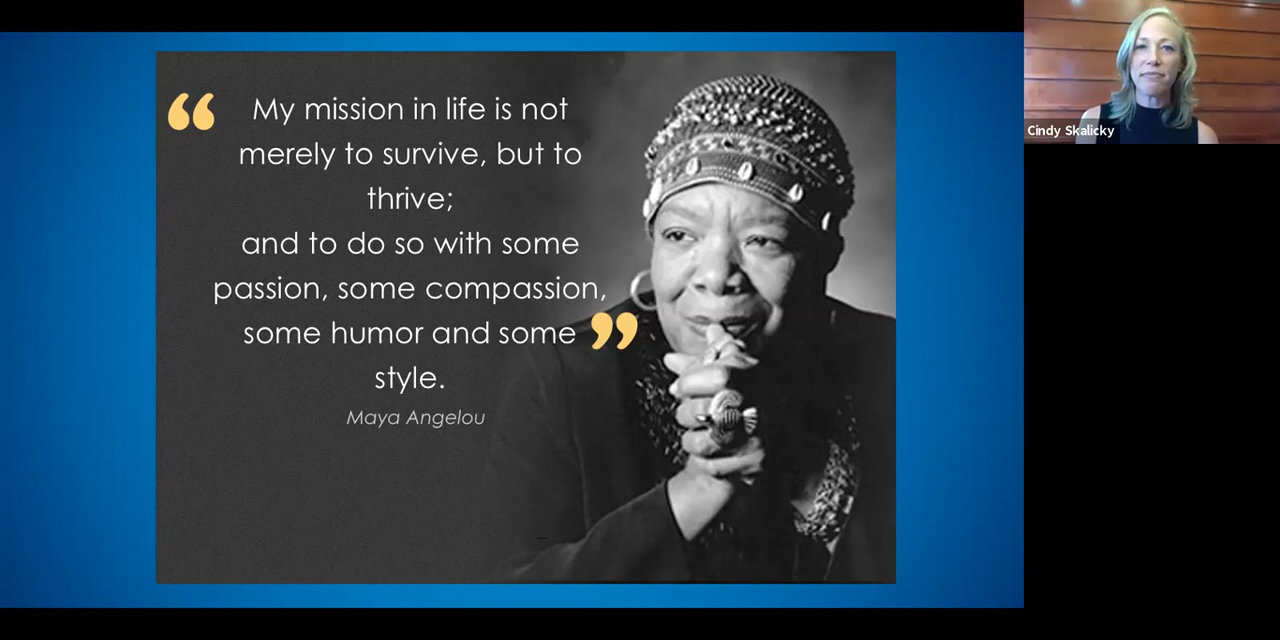 “ My mission in life is not
merely to survive, but to
thrive;
and to do so with some
passion, some compassion,
some humor and some ”
style.
Maya Angelou
Cindy Skalicky